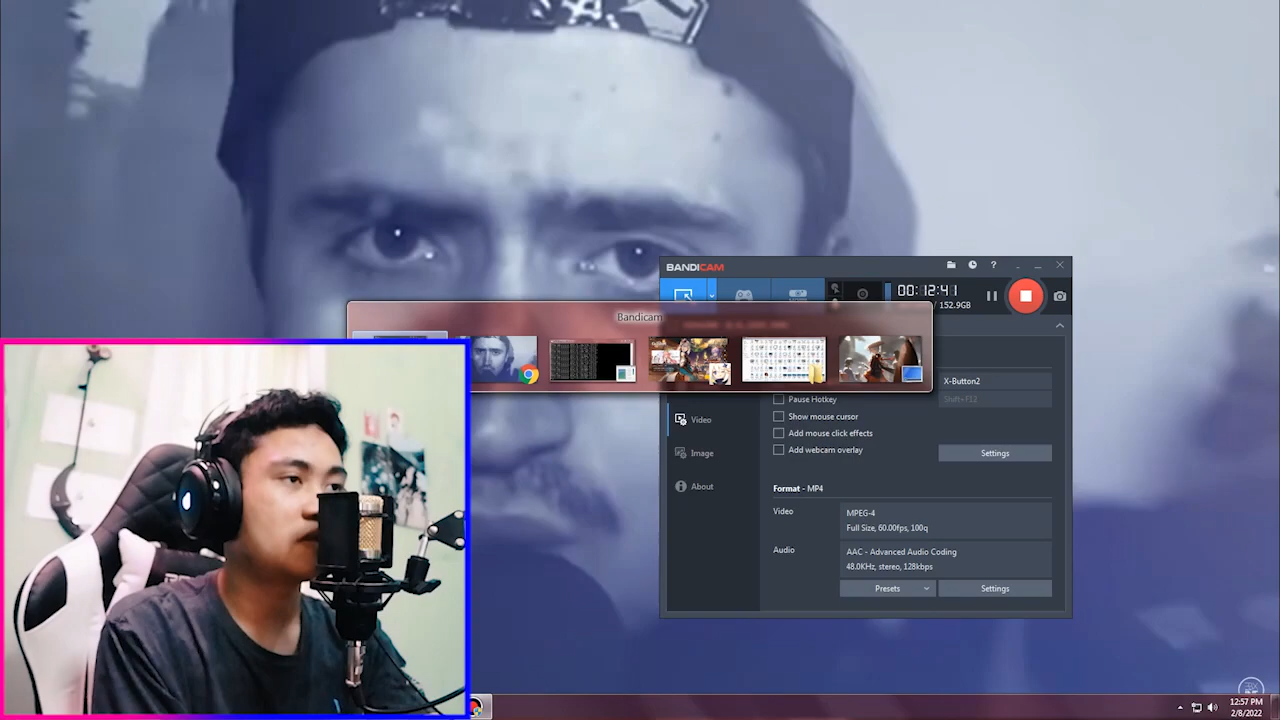 BANDICAM
?
00:12:41
152.9GB
Bandicam
X-Button2
Pause Hotkey
Shift+F12
Show mouse cursor
Add mouse click effects
Add webcam overlay
Settings
Video
Image
About
Format - MP4
Video
MPEG-4
Full Size, 60.00fps, 100q
Audio
AAC - Advanced Audio Coding
48.0KHz, stereo, 128kbps
Presets
Settings
12:57 PM
2/8/2022